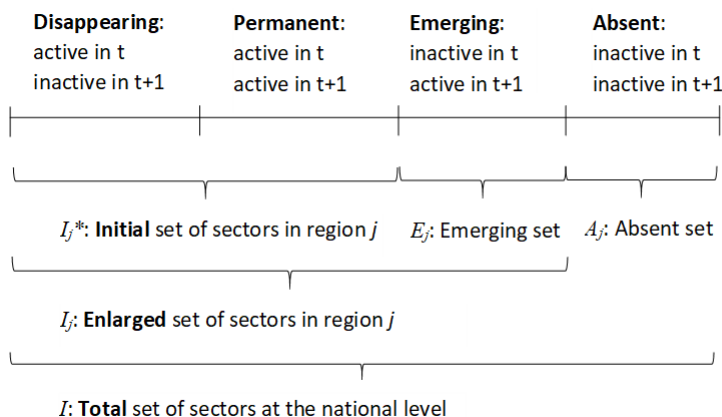 Disappearing: Permanent: Emerging: Absent:
active in t active in t inactive in t inactive in t
inactive in t+1 active in t+1 active in t+1 inactive in t+1
Ij*: Initial set of sectors in region j Ej: Emerging set Aj: Absent set
Ij: Enlarged set of sectors in region j
I: Total set of sectors at the national level